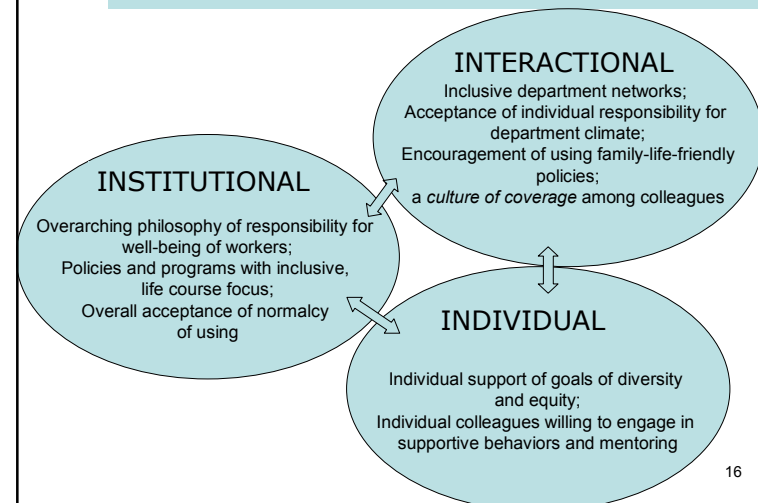 INTERACTIONAL
Inclusive department networks;
Acceptance of individual responsibility for
department climate;
Encouragement of using family-life-friendly
policies;
a culture of coverage among colleagues
INSTITUTIONAL
Overarching philosophy of responsibility for
well-being of workers;
Policies and programs with inclusive,
life course focus;
Overall acceptance of normalcy
of using
INDIVIDUAL
Individual support of goals of diversity
and equity;
Individual colleagues willing to engage in
supportive behaviors and mentoring
16